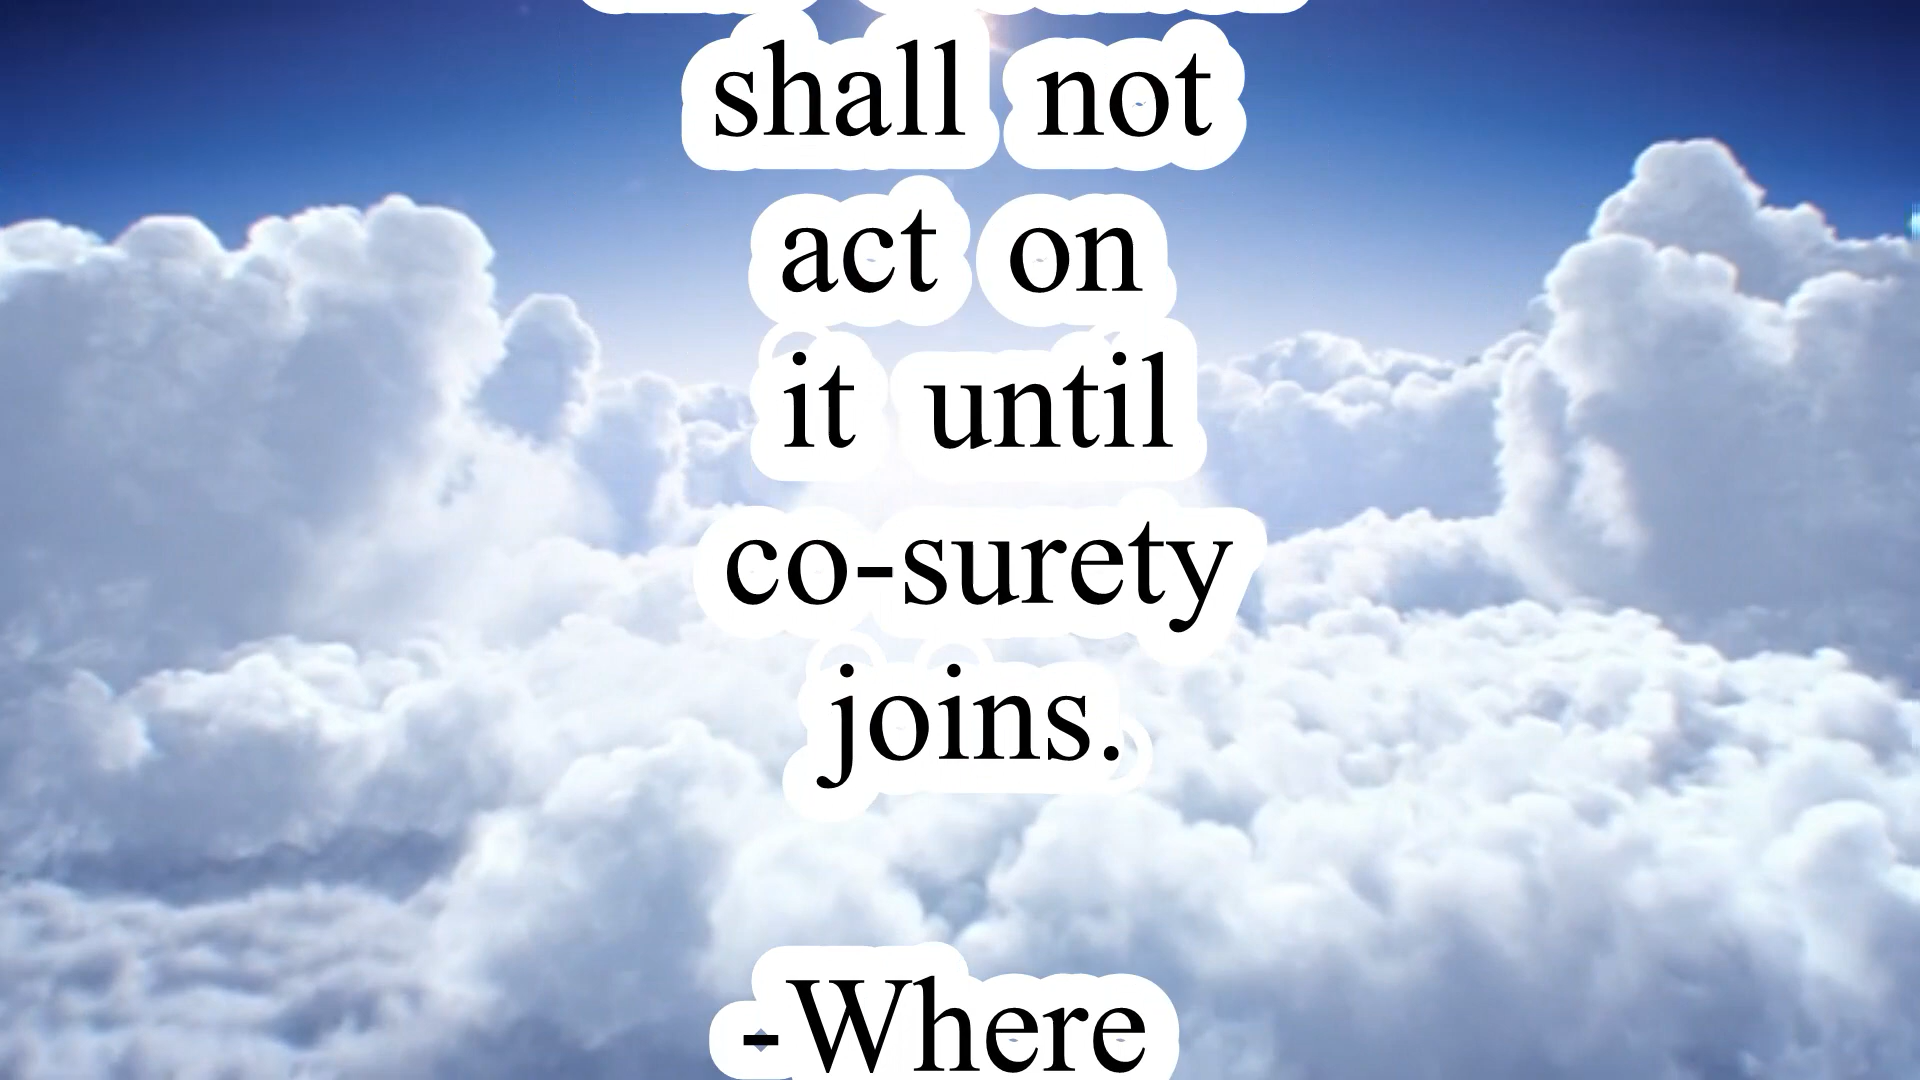 shall not
act on
it until
co-surety
joins.
-Where